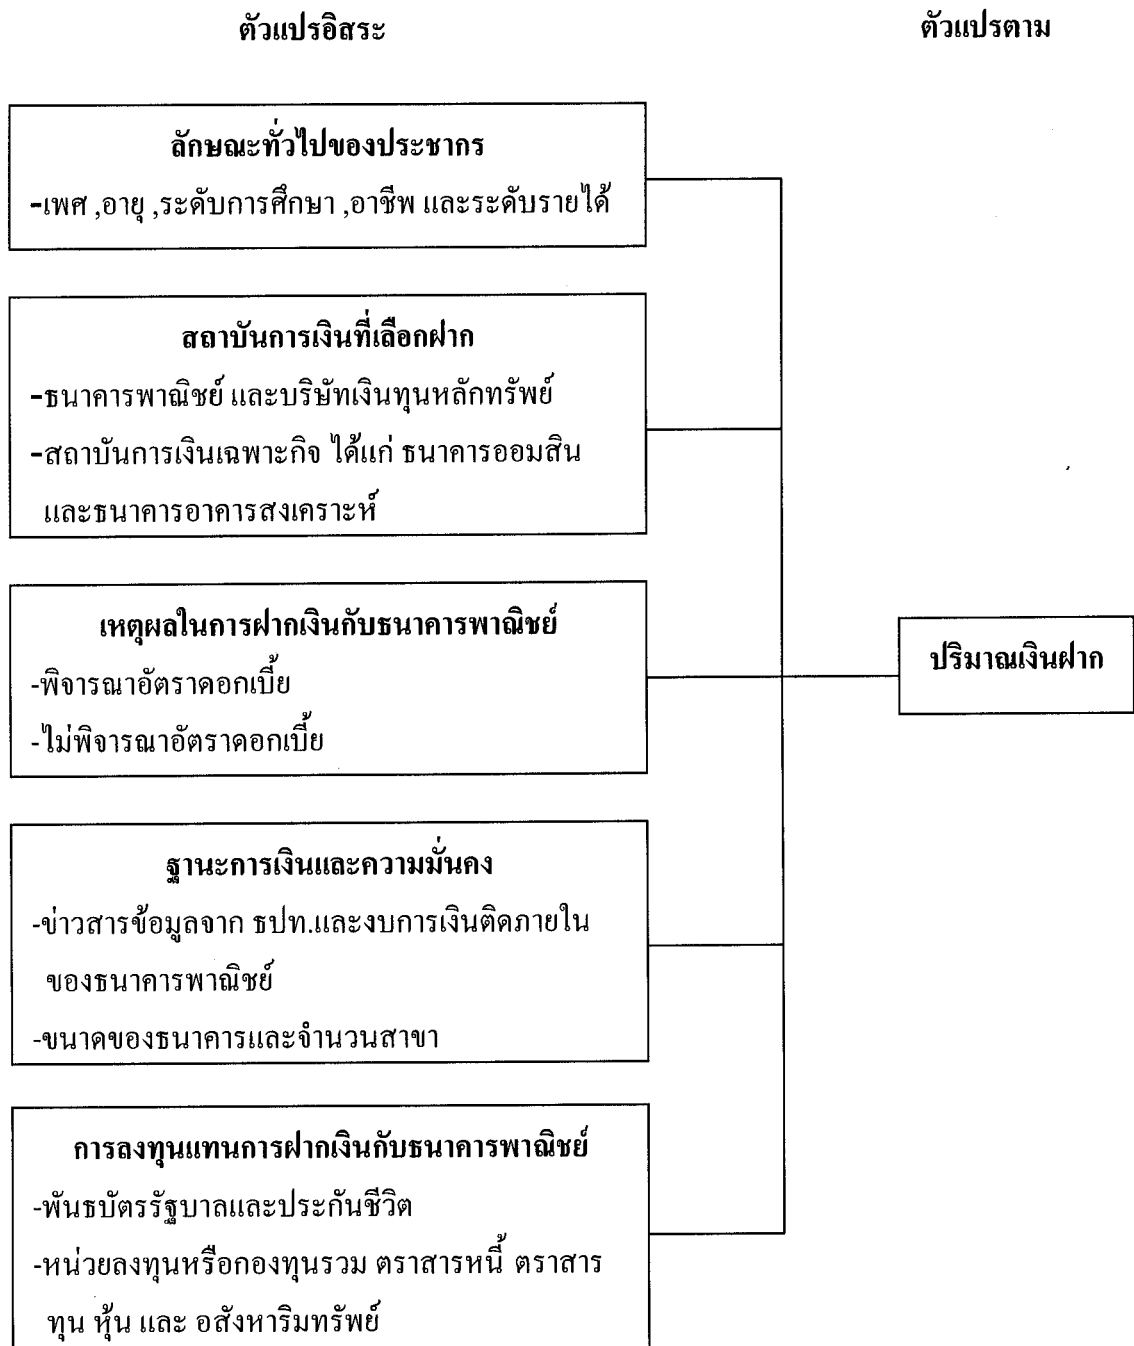 ตัวแปรอิสระ
ตัวแปรตาม
ลักษณะทั่วไปของประชากร
-เพศ ,อายุ ,ระดับการศึกษา ,อาชีพ และระดับรายได้
สถาบันการเงินที่เลือกฝาก
-ธนาคารพาณิชย์ และบริษัทเงินทุนหลักทรัพย์
-สถาบันการเงินเฉพาะกิจ ได้แก่ ธนาคารออมสิน
และธนาคารอาคารสงเคราะห์
เหตุผลในการฝากเงินกับธนาคารพาณิชย์
-พิจารณาอัตราดอกเบี้ย
-ไม่พิจารณาอัตราดอกเบี้ย
ปริมาณเงินฝาก
ฐานะการเงินและความมั่นคง
-ข่าวสารข้อมูลจาก ธปท.และงบการเงินติดภายใน
ของธนาคารพาณิชย์
-ขนาดของธนาคารและจำนวนสาขา
การลงทุนแทนการฝากเงินกับธนาคารพาณิชย์
-พันธบัตรรัฐบาลและประกันชีวิต
-หน่วยลงทุนหรือกองทุนรวม ตราสารหนี้ ตราสาร
ทุน หุ้น และ อสังหาริมทรัพย์